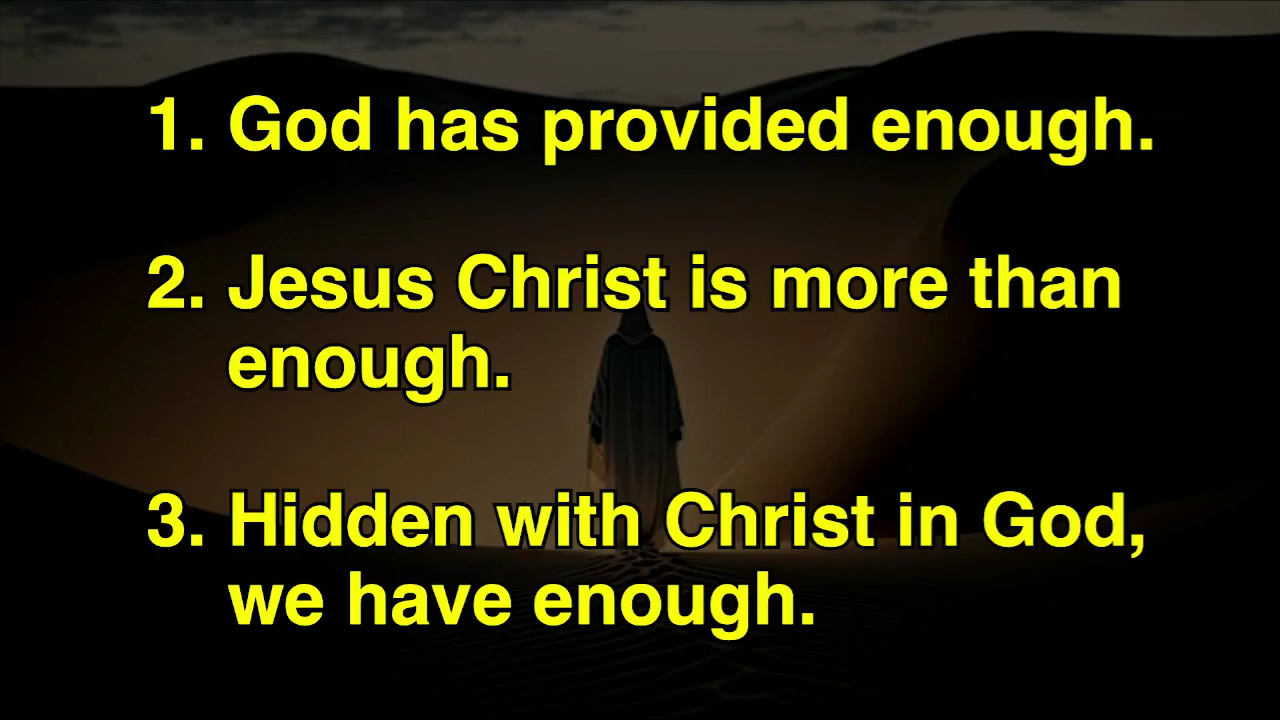 1. God has provided enough.
2. Jesus Christ is more than
enough.
3. Hidden with Christ in God,
we have enough.